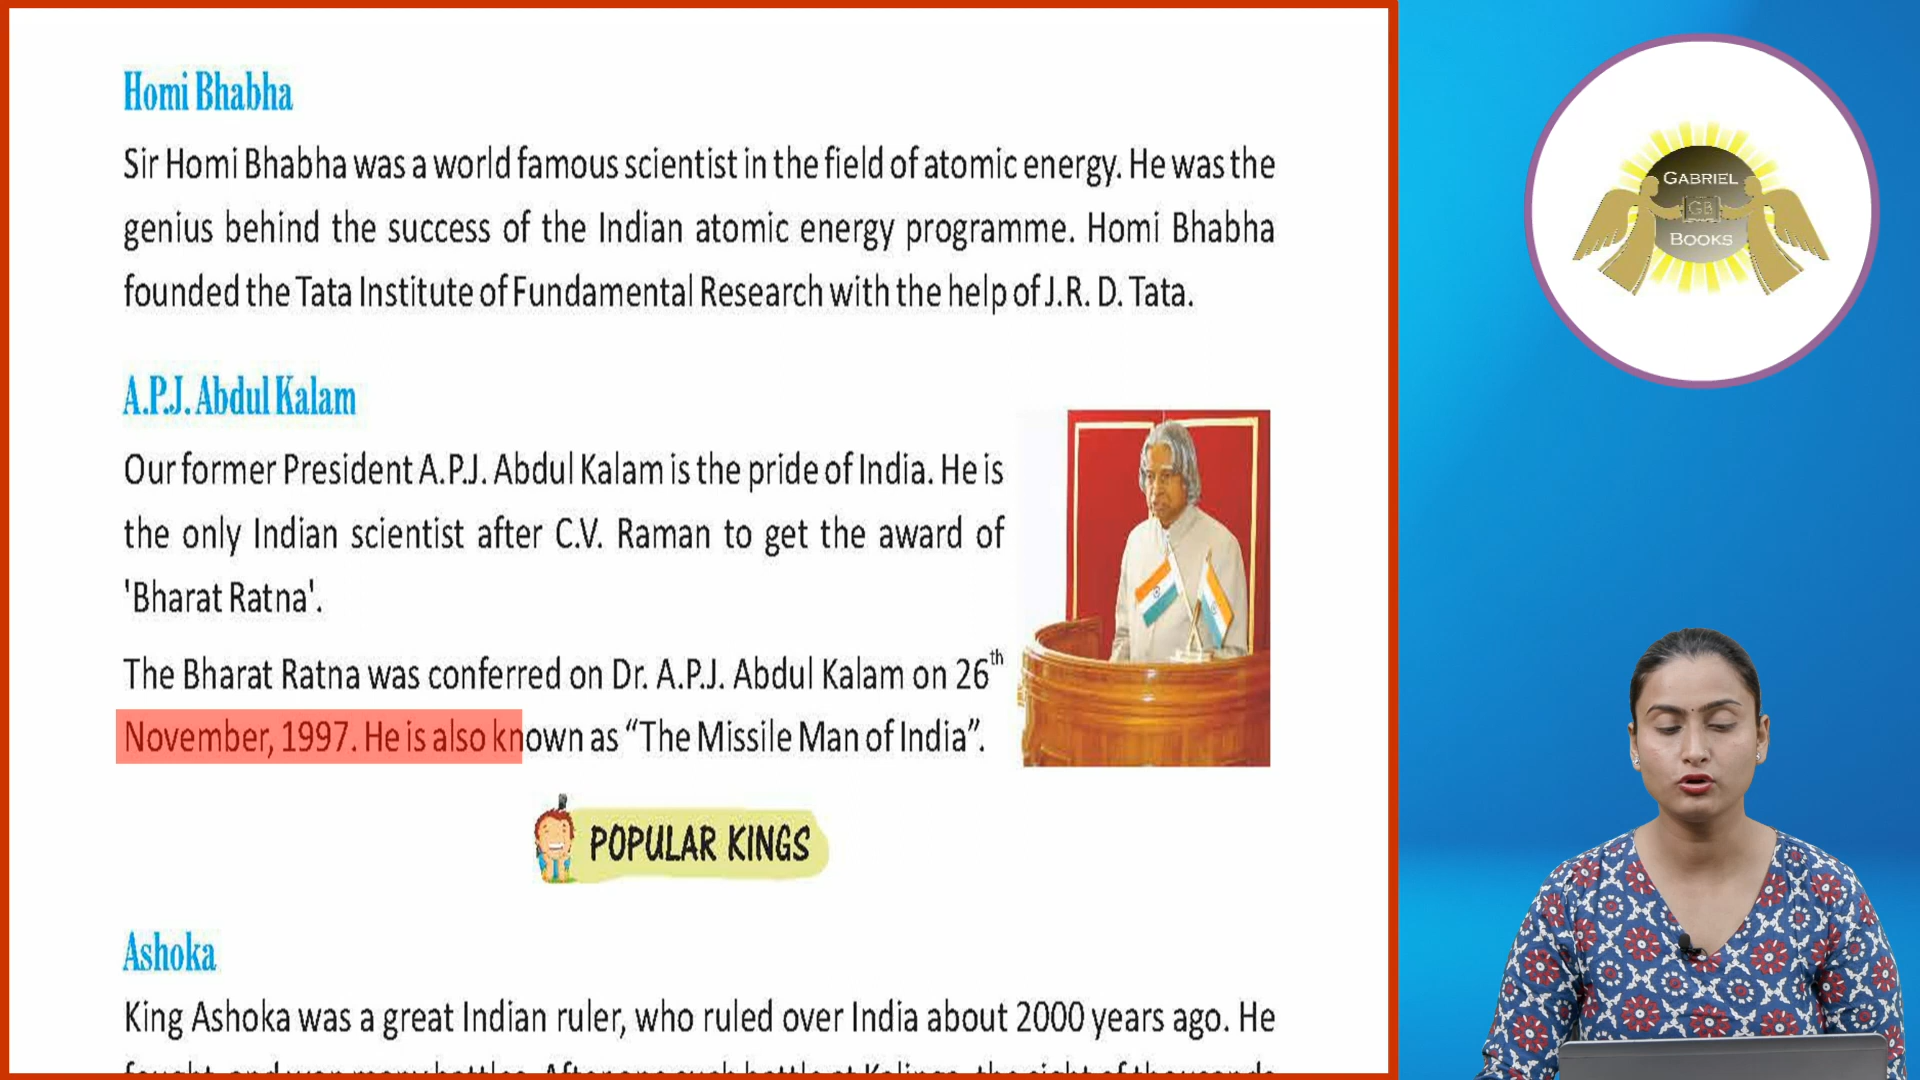 Homi Bhabha
Sir Homi Bhabha was a world famous scientist in the field of atomic energy. He was the
genius behind the success of the Indian atomic energy programme. Homi Bhabha
founded the Tata Institute of Fundamental Research with the help of J.R. D. Tata.
A.P.J. Abdul Kalam
Our former President A.P.J. Abdul Kalam is the pride of India. He is
the only Indian scientist after C.V. Raman to get the award of
'Bharat Ratna'.
The Bharat Ratna was conferred on Dr. A.P.J. Abdul Kalam on 26th
November, 1997. He is also known as “The Missile Man of India”.
POPULAR KINGS
Ashoka
King Ashoka was a great Indian ruler, who ruled over India about 2000 years ago. He
GABRIEL
GB
BOOKS